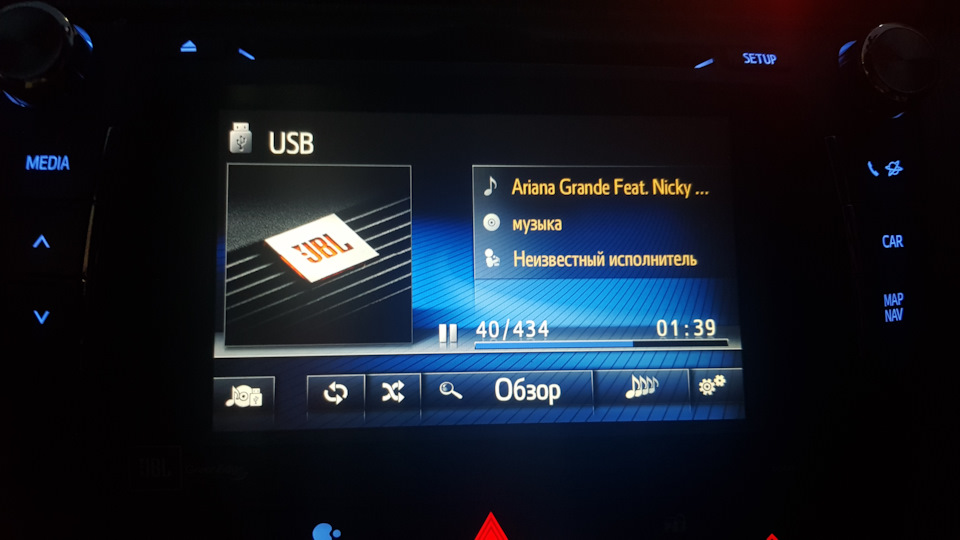 SETUP
USB
MEDIA
JBL
Ariana Grande Feat. Nicky ...
музыка
Неизвестный исполнитель
CAR
MAP
NAV
40/434
01:39
Обзор
JBL